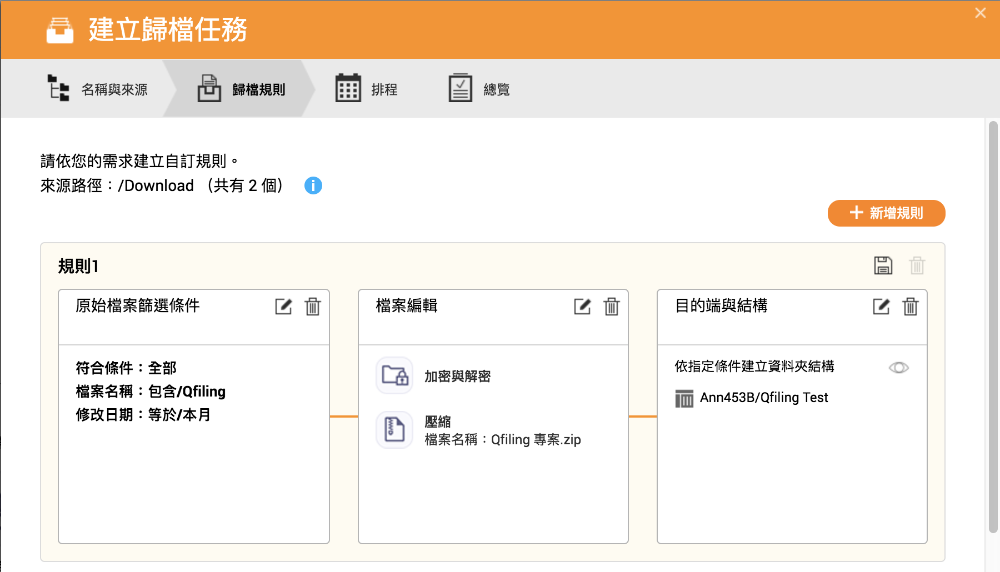 建立歸檔任務
名稱與來源
歸檔規則
排程
總覽
請依您的需求建立自訂規則。
來源路徑：/Download （共有 2 個）
新增規則
規則1
原始檔案篩選條件
符合條件：全部
檔案名稱：包含/Qfiling
修改日期：等於/本月
檔案編輯
加密與解密
壓縮
檔案名稱：Qfiling 專案.zip
目的端與結構
依指定條件建立資料夾結構
Ann453B/Qfiling Test